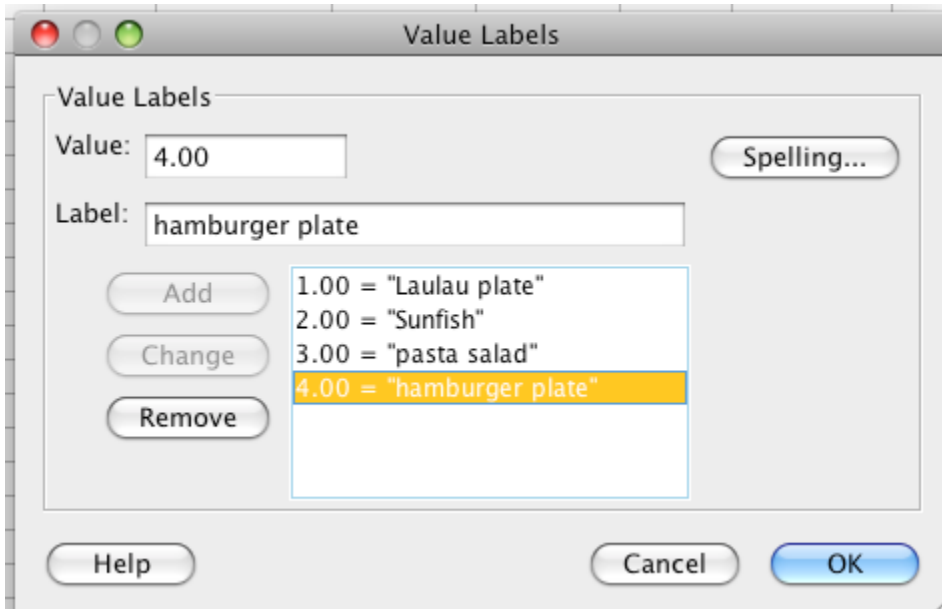 Value Labels
Value Labels
Value: 4.00
Spelling...
Label: hamburger plate
Add
1.00 = "Laulau plate"
2.00 = "Sunfish"
Change
3.00 = "pasta salad"
4.00 = "hamburger plate"
Remove
Help
Cancel
OK